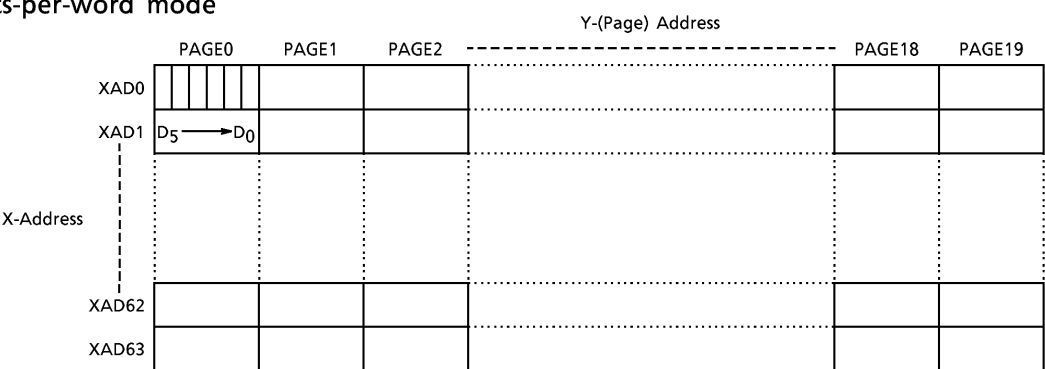 ts-per-word mode
Y-(Page) Address
PAGE0 PAGE1 PAGE2 PAGE18 PAGE19
XAD0
XAD1 D5 D0
X-Address
XAD62
XAD63